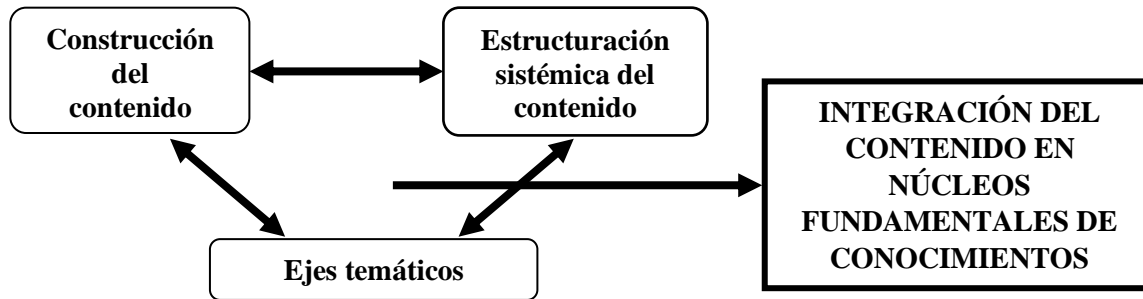 Construcción
del
contenido
Estructuración
sistémica del
contenido
Ejes temáticos
INTEGRACIÓN DEL
CONTENIDO EN
NÚCLEOS
FUNDAMENTALES DE
CONOCIMIENTOS